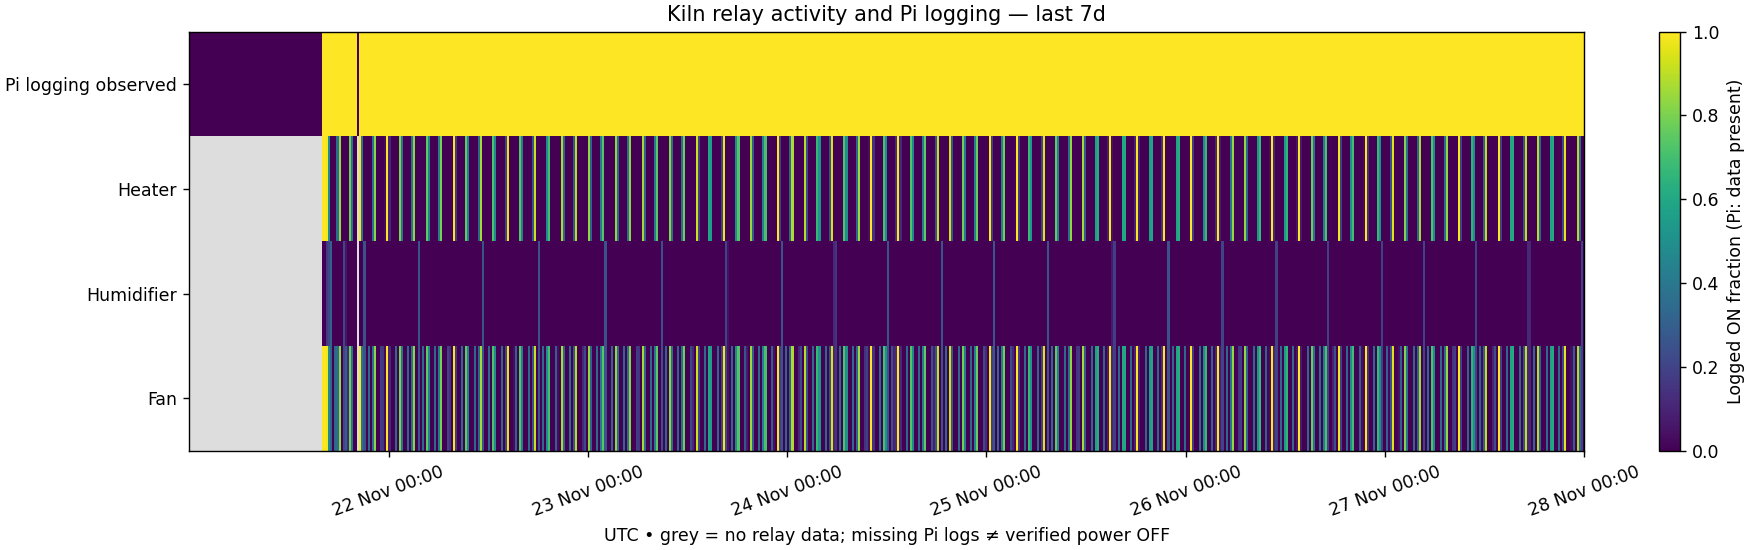 Kiln relay activity and Pi logging — last 7d
Pi logging observed
Heater
Humidifier
Fan
22 Nov 00:00
23 Nov 00:00
24 Nov 00:00
25 Nov 00:00
26 Nov 00:00
27 Nov 00:00
28 Nov 00:00
UTC • grey = no relay data; missing Pi logs ≠ verified power OFF
1.0
0.8
0.6
0.4
0.2
0.0
Logged ON fraction (Pi: data present)